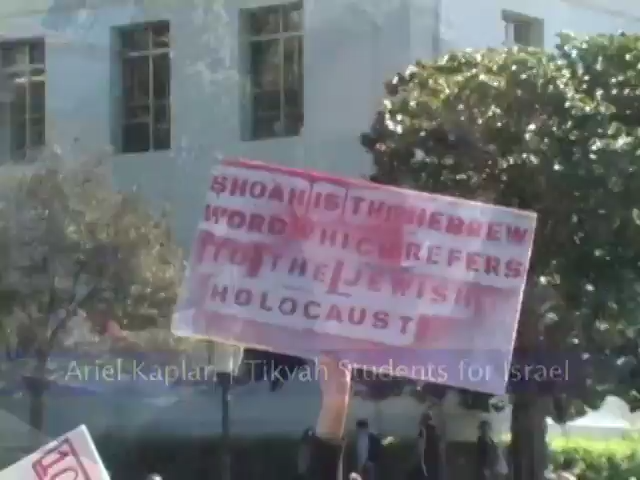 SHOAH IS THE HEBREW
WORD WHICH REFERS
TO THE JEWISH
HOLOCAUST
Ariel Kaplan | Tikvah Students for Israel